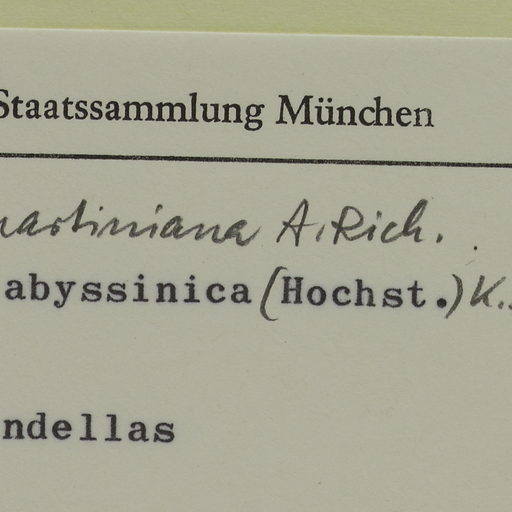 Staatssammlung München
martiniana A. Rich.
abyssinica (Hochst.) K.
ndellas